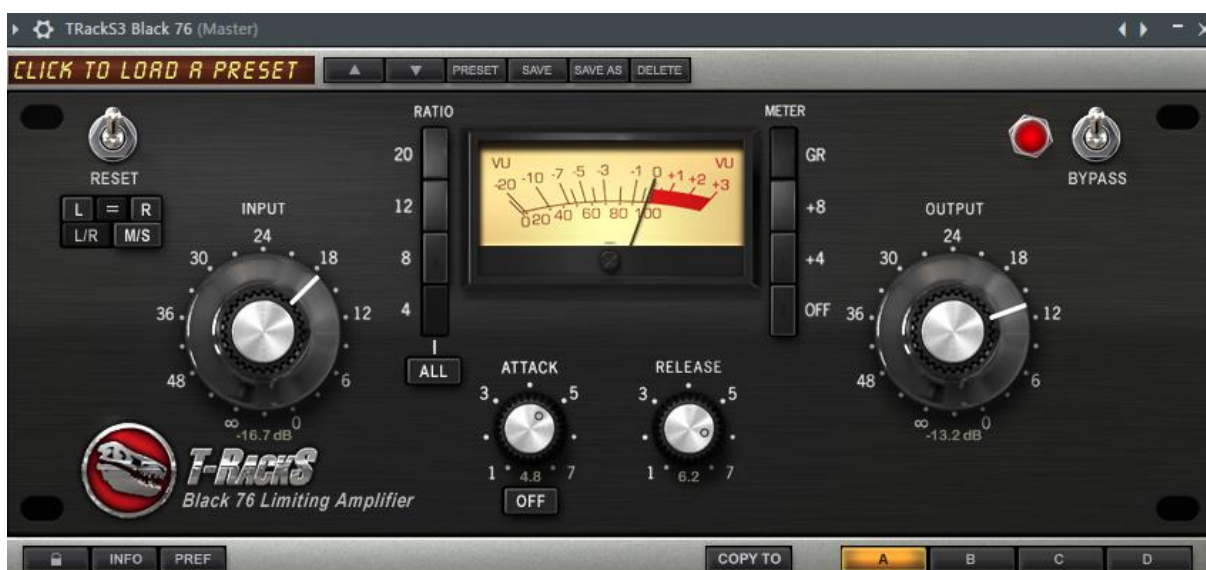 TRackS3 Black 76 (Master)
CLICK TO LOAD A PRESET PRESET SAVE SAVE AS DELETE
RATIO METER
RESET BYPASS
L = R
L/R M/S
INPUT
24
30 18
36 12
48 6
∞ 0
-16.7 dB
20
12
8
4
ALL
VU VU
-20 -10 -7 -5 -3 -1 0 +1 +2 +3
0 20 40 60 80 100
GR
+8
+4
OFF
ATTACK
3 5
1 4.8 7
OFF
RELEASE
3 5
1 6.2 7
OUTPUT
24
30 18
36 12
48 6
∞ 0
-13.2 dB
T-RackS
Black 76 Limiting Amplifier
INFO PREF COPY TO A B C D